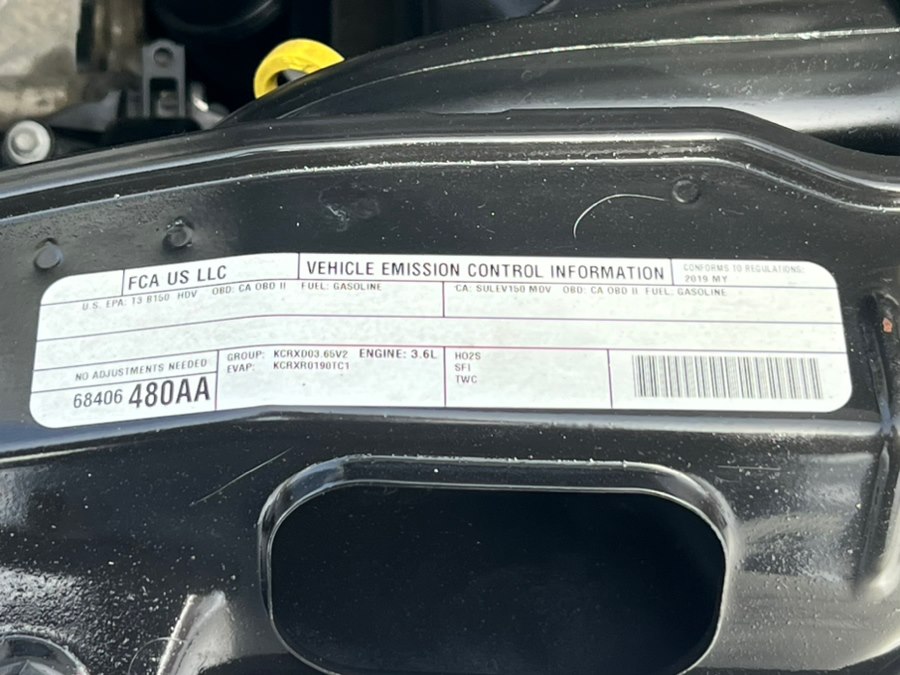 FCA US LLC
VEHICLE EMISSION CONTROL INFORMATION
CONFORMS TO REGULATIONS:
2019 MY
U.S. EPA: T3 B150 HDV OBD: CA OBD II FUEL: GASOLINE
CA: SULEV150 MDV OBD: CA OBD II FUEL: GASOLINE
NO ADJUSTMENTS NEEDED
68406 480AA
GROUP: KCRXD03.65V2 ENGINE: 3.6L
EVAP: KCRXR0190TC1
HO2S
SFI
TWC